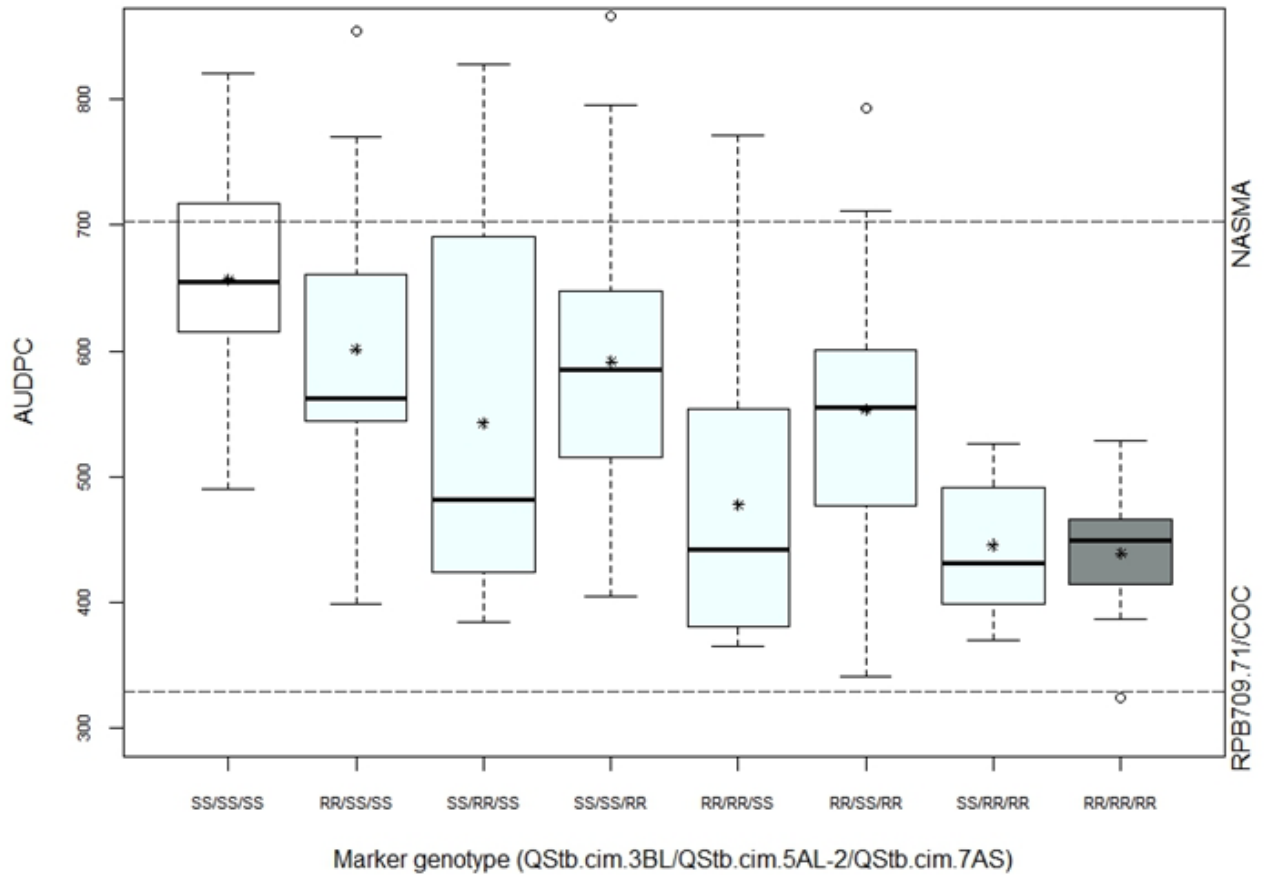 AUDPC
800
700
600
500
400
300
NASMA
RPB709.71/COC
SS/SS/SS
RR/SS/SS
SS/RR/SS
SS/SS/RR
RR/RR/SS
RR/SS/RR
SS/RR/RR
RR/RR/RR
Marker genotype (QStb.cim.3BL/QStb.cim.5AL-2/QStb.cim.7AS)